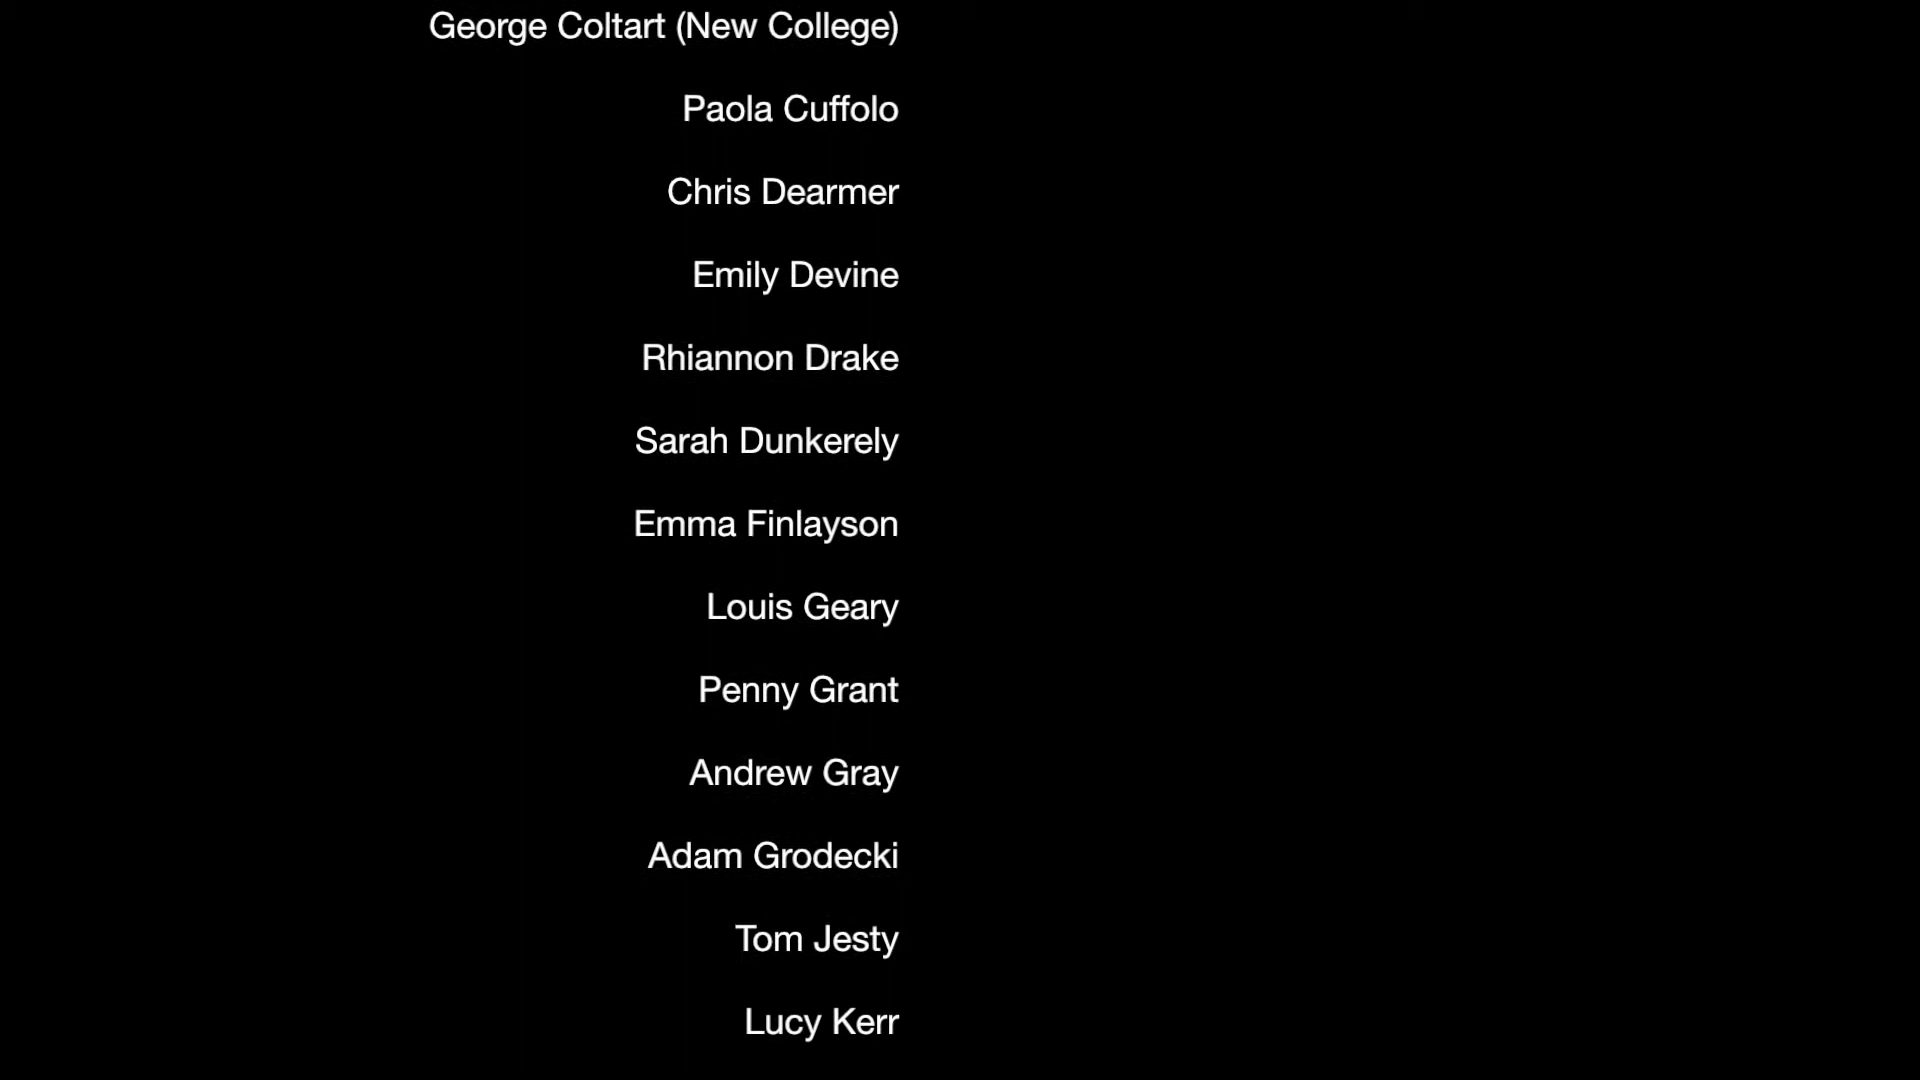 George Coltart (New College)
Paola Cuffolo
Chris Dearmer
Emily Devine
Rhiannon Drake
Sarah Dunkerely
Emma Finlayson
Louis Geary
Penny Grant
Andrew Gray
Adam Grodecki
Tom Jesty
Lucy Kerr